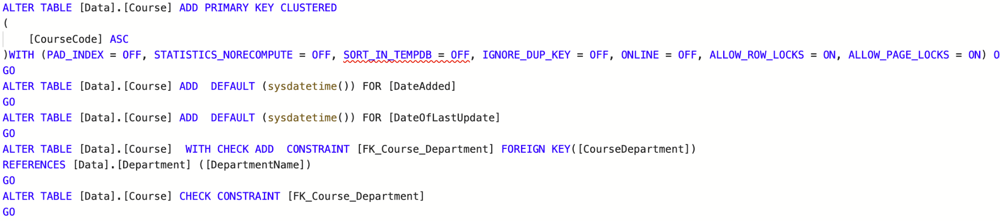 ALTER TABLE [Data].[Course] ADD PRIMARY KEY CLUSTERED
(
    [CourseCode] ASC
)WITH (PAD_INDEX = OFF, STATISTICS_NORECOMPUTE = OFF, SORT_IN_TEMPDB = OFF, IGNORE_DUP_KEY = OFF, ONLINE = OFF, ALLOW_ROW_LOCKS = ON, ALLOW_PAGE_LOCKS = ON)
GO
ALTER TABLE [Data].[Course] ADD  DEFAULT (sysdatetime()) FOR [DateAdded]
GO
ALTER TABLE [Data].[Course] ADD  DEFAULT (sysdatetime()) FOR [DateOfLastUpdate]
GO
ALTER TABLE [Data].[Course]  WITH CHECK ADD  CONSTRAINT [FK_Course_Department] FOREIGN KEY([CourseDepartment])
REFERENCES [Data].[Department] ([DepartmentName])
GO
ALTER TABLE [Data].[Course] CHECK CONSTRAINT [FK_Course_Department]
GO